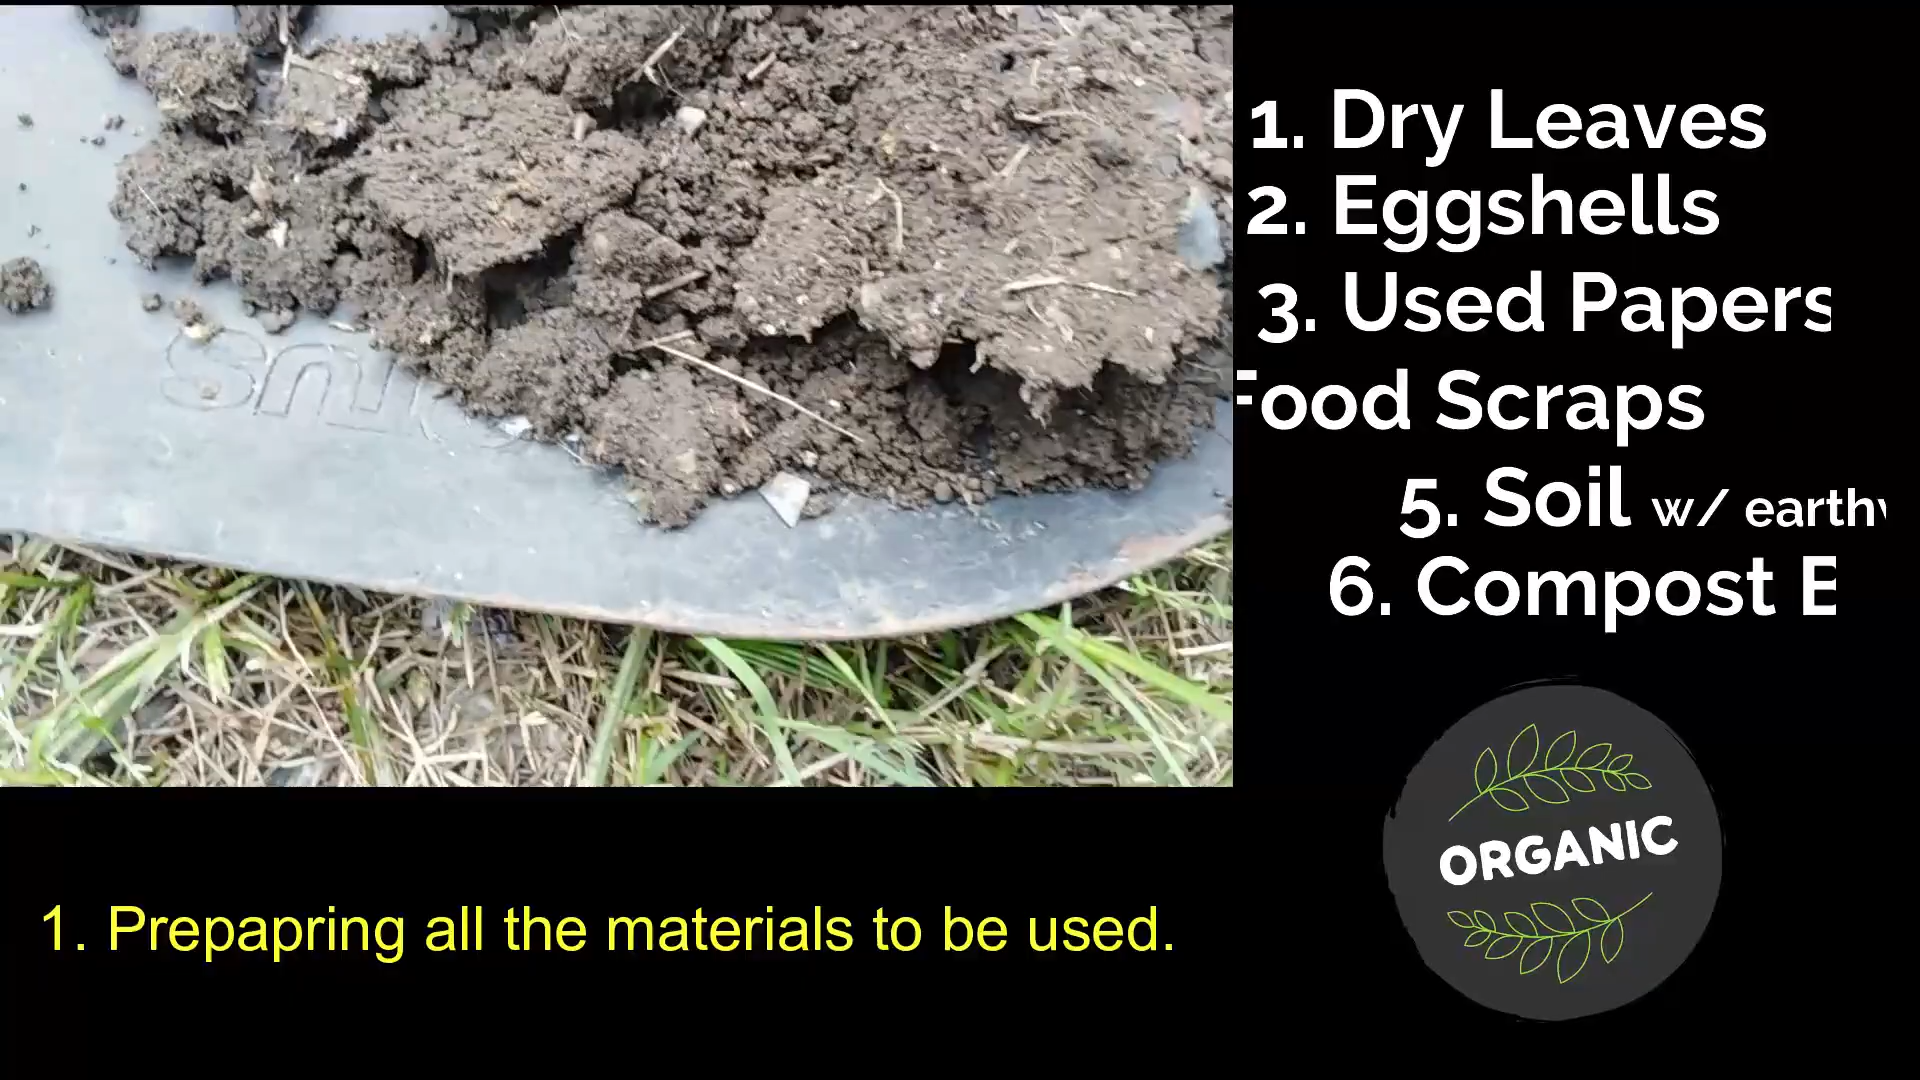 1. Dry Leaves
2. Eggshells
3. Used Papers
Food Scraps
5. Soil w/ earth
6. Compost
ORGANIC
1. Prepapring all the materials to be used.